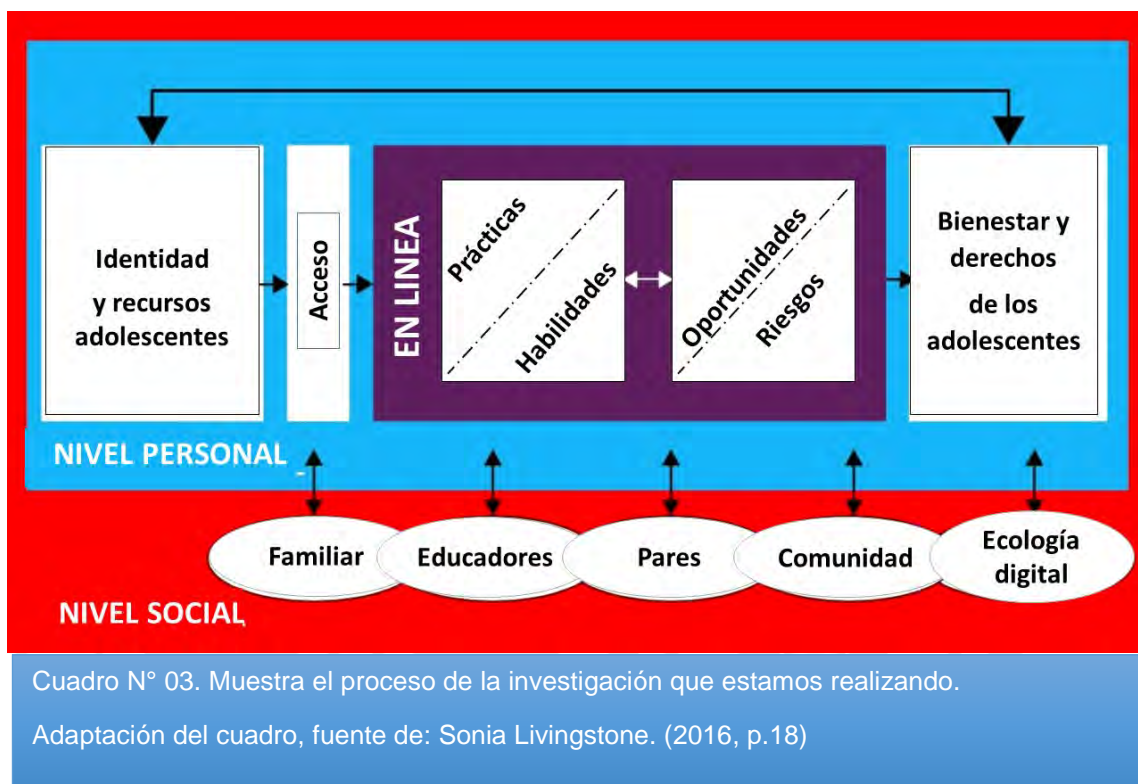 Identidad
y recursos
adolescentes
Acceso
EN LINEA
Prácticas
Habilidades
Oportunidades
Riesgos
Bienestar y
derechos
de los
adolescentes
NIVEL PERSONAL
Familiar
Educadores
Pares
Comunidad
Ecología
digital
NIVEL SOCIAL
Cuadro N° 03. Muestra el proceso de la investigación que estamos realizando.
Adaptación del cuadro, fuente de: Sonia Livingstone. (2016, p.18)